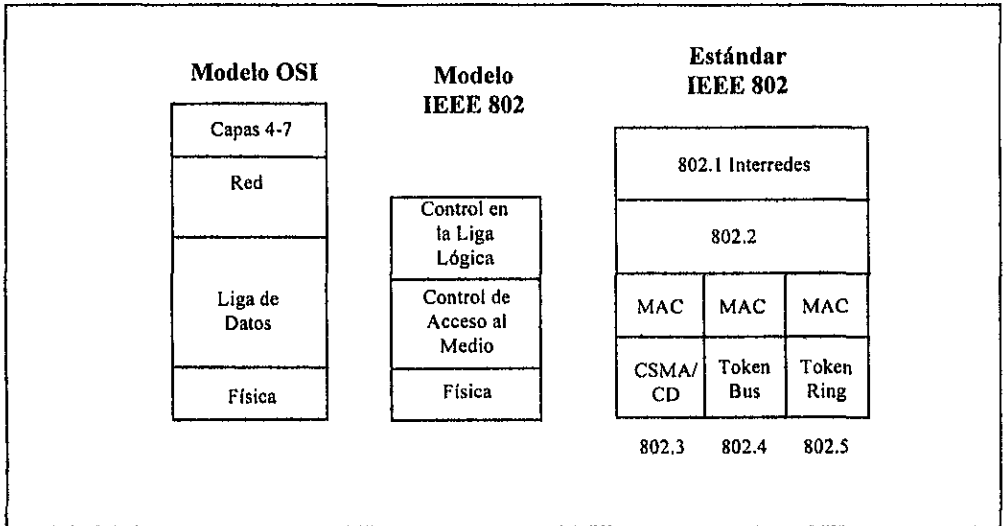 Modelo OSI
Capas 4-7
Red
Liga de
Datos
Física
Modelo
IEEE 802
Control en
la Liga
Lógica
Control de
Acceso al
Medio
Física
Estándar
IEEE 802
802.1 Interredes
802.2
MAC
MAC
MAC
CSMA/
CD
Token
Bus
Token
Ring
802.3
802.4
802.5